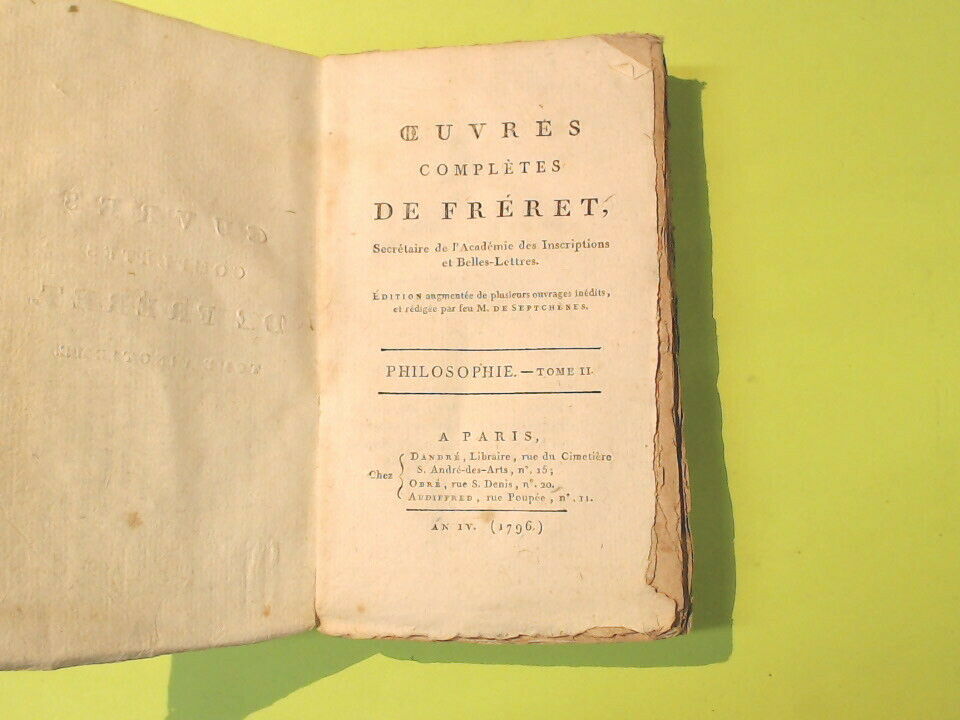 ŒUVRES
COMPLÈTES
DE FRÉRET,
Secrétaire de l'Académie des Inscriptions
et Belles-Lettres.
ÉDITION augmentée de plusieurs ouvrages inédits,
et rédigée par feu M. DE SEPTCHÊNES.
PHILOSOPHIE.—TOME II.
A PARIS,
Chez { DANDRÉ, Libraire, rue du Cimetière
S. André-des-Arts, n°. 15;
OBRÉ, rue S. Denis, n°. 20.
AUDIFFRED, rue Poupée, n°. 11.
AN IV. (1796.)